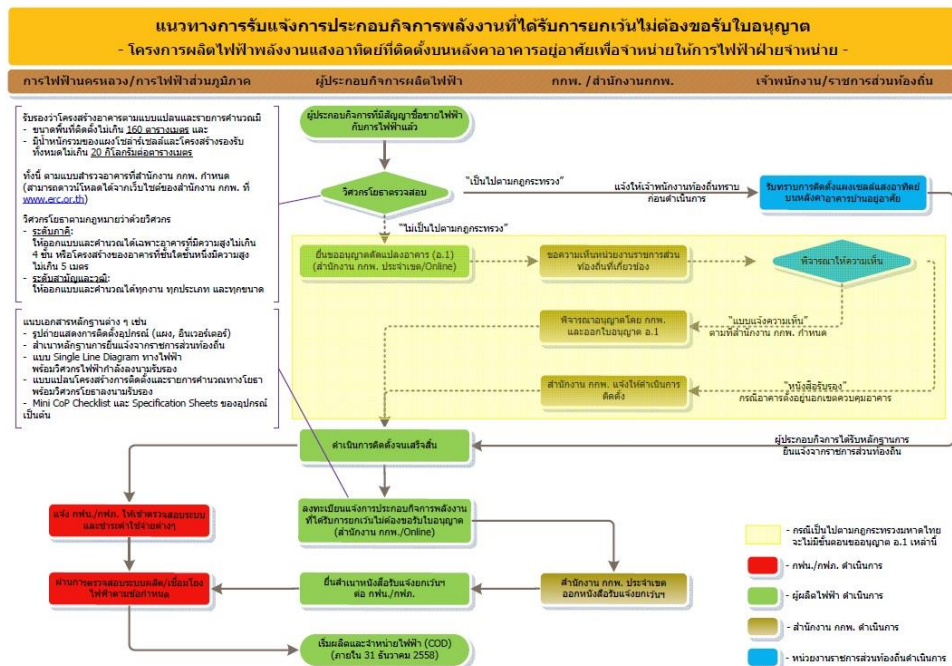 แนวทางการรับแจ้งการประกอบกิจการพลังงานที่ได้รับการยกเว้นไม่ต้องขอรับใบอนุญาต
- โครงการผลิตไฟฟ้าพลังงานแสงอาทิตย์ที่ติดตั้งบนหลังคาอาคารอยู่อาศัยเพื่อจำหน่ายให้การไฟฟ้าฝ่ายจำหน่าย -
การไฟฟ้านครหลวง/การไฟฟ้าส่วนภูมิภาค
ผู้ประกอบกิจการผลิตไฟฟ้า
กกพ. /สำนักงานกกพ.
เจ้าพนักงาน/ราชการส่วนท้องถิ่น
รับรองว่าโครงสร้างอาคารตามแบบแปลนและรายการคำนวณมี
- ขนาดพื้นที่ติดตั้งไม่เกิน 160 ตารางเมตร และ
- มีน้ำหนักรวมของแผงโซล่าร์เซลล์และโครงสร้างรองรับ
ทั้งหมดไม่เกิน 20 กิโลกรัมต่อตารางเมตร
ทั้งนี้ ตามแบบสำรวจอาคารที่สำนักงาน กกพ. กำหนด
(สามารถดาวน์โหลดได้จากเว็บไซต์ของสำนักงาน กกพ. ที่
www.erc.or.th)
วิศวกรโยธาตามกฎหมายว่าด้วยวิศวกร
- ระดับภาคี:
ให้ออกแบบและคำนวณได้เฉพาะอาคารที่มีความสูงไม่เกิน
4 ชั้น หรือโครงสร้างของอาคารที่ชั้นใดชั้นหนึ่งมีความสูง
ไม่เกิน 5 เมตร
- ระดับสามัญและวุฒิ:
ให้ออกแบบและคำนวณได้ทุกงาน ทุกประเภท และทุกขนาด
แนบเอกสารหลักฐานต่าง ๆ เช่น
- รูปถ่ายแสดงการติดตั้งอุปกรณ์ (แผง, อินเวอร์เตอร์)
- สำเนาหลักฐานการยื่นแจ้งจากราชการส่วนท้องถิ่น
- แบบ Single Line Diagram ทางไฟฟ้า
พร้อมวิศวกรไฟฟ้ากำลังลงนามรับรอง
- แบบแปลนโครงสร้างการติดตั้งและรายการคำนวณทางโยธา
พร้อมวิศวกรโยธาลงนามรับรอง
- Mini CoP Checklist และ Specification Sheets ของอุปกรณ์
เป็นต้น
ผู้ประกอบกิจการที่มีสัญญาซื้อขายไฟฟ้า
กับการไฟฟ้าแล้ว
วิศวกรโยธาตรวจสอบ
"เป็นไปตามกฎกระทรวง"
แจ้งให้เจ้าพนักงานท้องถิ่นทราบ
ก่อนดำเนินการ
รับทราบการติดตั้งแผงเซลล์แสงอาทิตย์
บนหลังคาอาคารบ้านอยู่อาศัย
"ไม่เป็นไปตามกฎกระทรวง"
ยื่นขออนุญาตดัดแปลงอาคาร (อ.1)
(สำนักงาน กกพ. ประจำเขต/Online)
ขอความเห็นหน่วยงานราชการส่วน
ท้องถิ่นที่เกี่ยวข้อง
พิจารณาให้ความเห็น
พิจารณาอนุญาตโดย กกพ.
และออกใบอนุญาต อ.1
"แบบแจ้งความเห็น"
ตามที่สำนักงาน กกพ. กำหนด
สำนักงาน กกพ. แจ้งให้ดำเนินการ
ติดตั้ง
"หนังสือรับรอง"
กรณีอาคารตั้งอยู่นอกเขตควบคุมอาคาร
ดำเนินการติดตั้งจนเสร็จสิ้น
ผู้ประกอบกิจการได้รับหลักฐานการ
ยื่นแจ้งจากราชการส่วนท้องถิ่น
แจ้ง กฟน./กฟภ. ให้เข้าตรวจสอบระบบ
และชำระค่าใช้จ่ายต่างๆ
ลงทะเบียนแจ้งการประกอบกิจการพลังงาน
ที่ได้รับการยกเว้นไม่ต้องขอรับใบอนุญาต
(สำนักงาน กกพ./Online)
ผ่านการตรวจสอบระบบผลิต/เชื่อมโยง
ไฟฟ้าตามข้อกำหนด
ยื่นสำเนาหนังสือรับแจ้งยกเว้นฯ
ต่อ กฟน./กฟภ.
สำนักงาน กกพ. ประจำเขต
ออกหนังสือรับแจ้งยกเว้นฯ
เริ่มผลิตและจำหน่ายไฟฟ้า (COD)
(ภายใน 31 ธันวาคม 2558)
- กรณีเป็นไปตามกฎกระทรวงมหาดไทย
จะไม่มีขั้นตอนขออนุญาต อ.1 เหล่านี้
- กฟน./กฟภ. ดำเนินการ
- ผู้ผลิตไฟฟ้า ดำเนินการ
- สำนักงาน กกพ. ดำเนินการ
- หน่วยงานราชการส่วนท้องถิ่นดำเนินการ